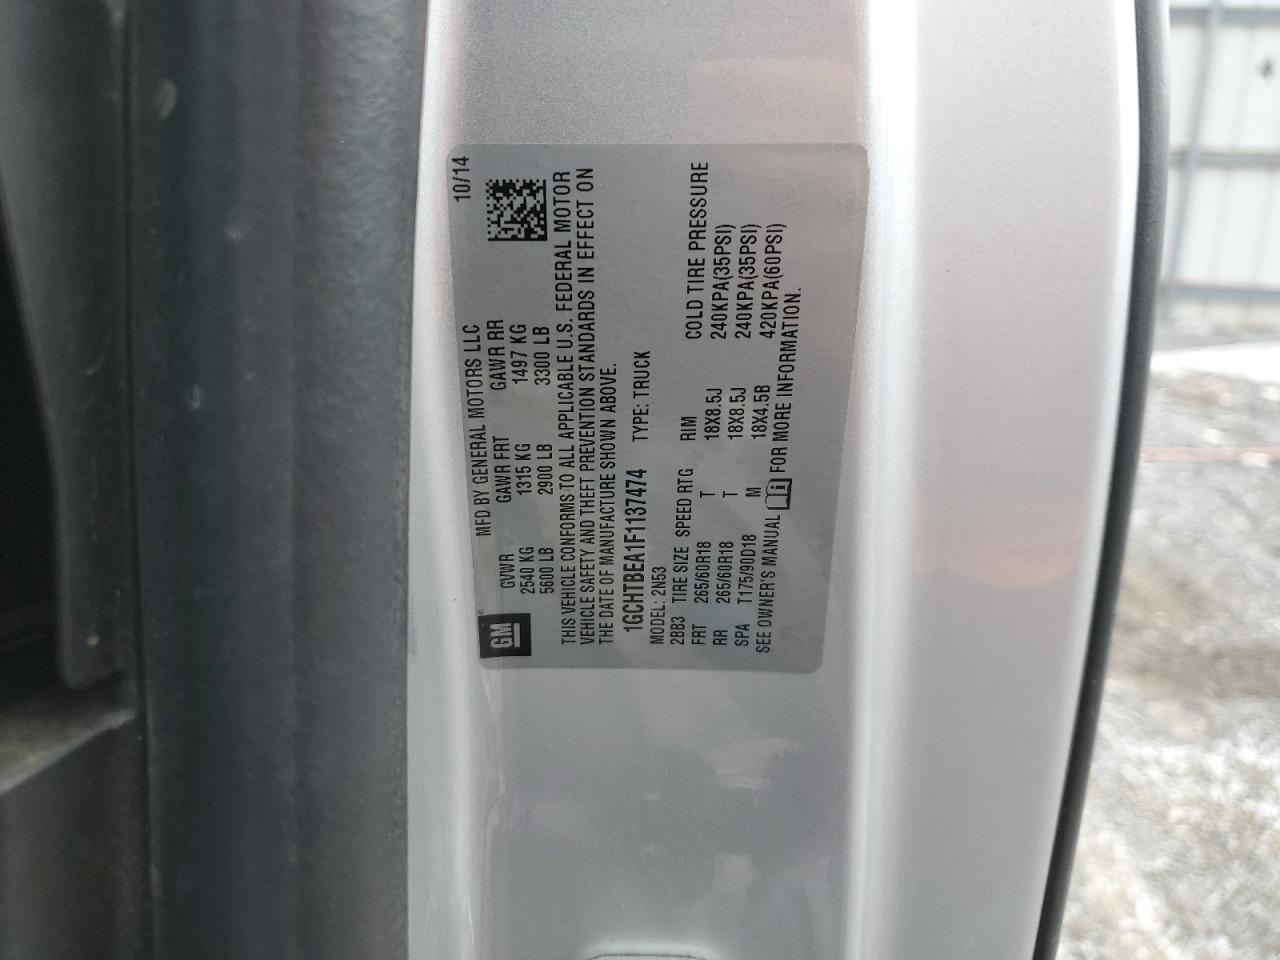 MFD BY GENERAL MOTORS LLC 10/14
GM
GVWR GAWR FRT GAWR RR
2540 KG 1315 KG 1497 KG
5600 LB 2900 LB 3300 LB
THIS VEHICLE CONFORMS TO ALL APPLICABLE U.S. FEDERAL MOTOR
VEHICLE SAFETY AND THEFT PREVENTION STANDARDS IN EFFECT ON
THE DATE OF MANUFACTURE SHOWN ABOVE.
1GCHTBEA1F1137474 TYPE: TRUCK
MODEL: 2N53
2BB3 TIRE SIZE SPEED RTG RIM COLD TIRE PRESSURE
FRT 265/60R18 T 18X8.5J 240KPA(35PSI)
RR 265/60R18 T 18X8.5J 240KPA(35PSI)
SPA T175/90D18 M 18X4.5B 420KPA(60PSI)
SEE OWNER'S MANUAL FOR MORE INFORMATION.